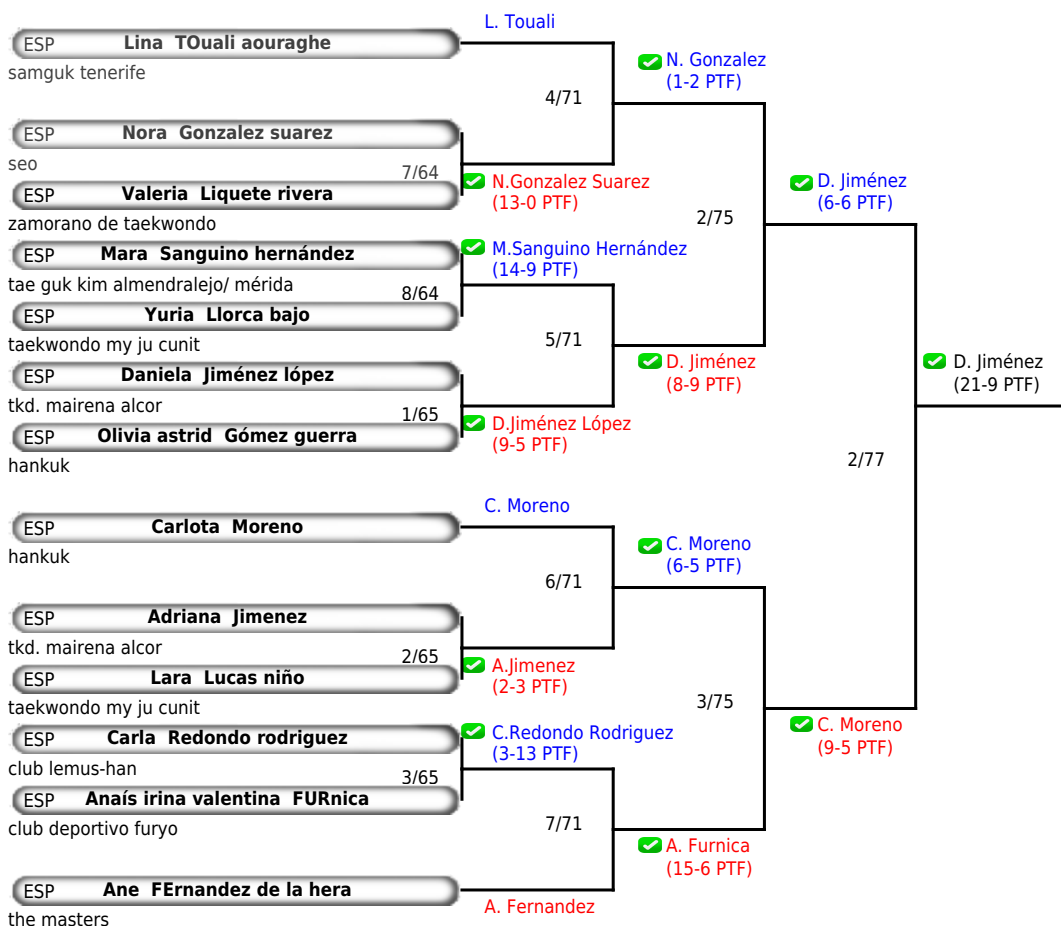 L. Touali
ESP Lina TOuali aouraghe
samguk tenerife
N. Gonzalez
(1-2 PTF)
4/71
ESP Nora Gonzalez suarez
seo
7/64
N.Gonzalez Suarez
(13-0 PTF)
D. Jiménez
(6-6 PTF)
ESP Valeria Liquete rivera
zamorano de taekwondo
2/75
ESP Mara Sanguino hernández
M.Sanguino Hernández
(14-9 PTF)
tae guk kim almendralejo/ mérida
8/64
ESP Yuria Llorca bajo
taekwondo my ju cunit
5/71
ESP Daniela Jiménez lópez
D. Jiménez
(8-9 PTF)
D. Jiménez
(21-9 PTF)
tkd. mairena alcor
1/65
D.Jiménez López
(9-5 PTF)
ESP Olivia astrid Gómez guerra
hankuk
2/77
C. Moreno
ESP Carlota Moreno
hankuk
C. Moreno
(6-5 PTF)
6/71
ESP Adriana Jimenez
tkd. mairena alcor
2/65
A.Jimenez
(2-3 PTF)
ESP Lara Lucas niño
taekwondo my ju cunit
3/75
ESP Carla Redondo rodriguez
C.Redondo Rodriguez
(3-13 PTF)
C. Moreno
(9-5 PTF)
club lemus-han
3/65
ESP Anaís irina valentina FURnica
club deportivo furyo
7/71
A. Furnica
(15-6 PTF)
ESP Ane FErnandez de la hera
A. Fernandez
the masters